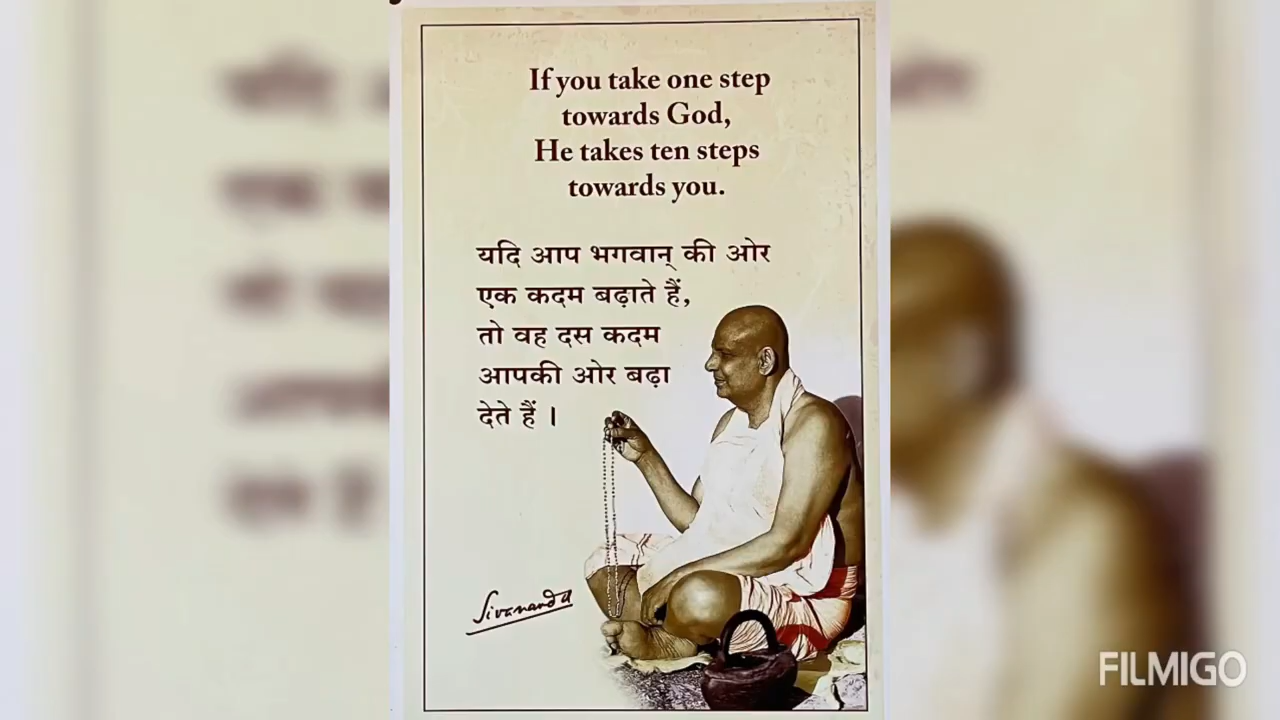 If you take one step
towards God,
He takes ten steps
towards you.
यदि आप भगवान् की ओर
एक कदम बढ़ाते हैं,
तो वह दस कदम
आपकी ओर बढ़ा
देते हैं ।
Sivananda
FILMIGO